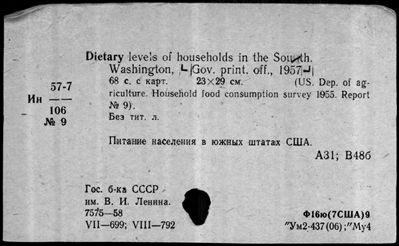 Dietary levels of households in the South.
Washington, [Gov. print. off., 1957]
68 с. с карт. 23×29 см. (US. Dep. of ag-
57-7
Ин
106
№ 9
riculture. Household food consumption survey 1955. Report
№ 9).
Без тит. л.
Питание населения в южных штатах США.
А31; В48б
Гос. б-ка СССР
им. В. И. Ленина.
7575—58
VII—699; VIII—792
Ф16ю(7США)9
"Ум2-437(06);"Му4